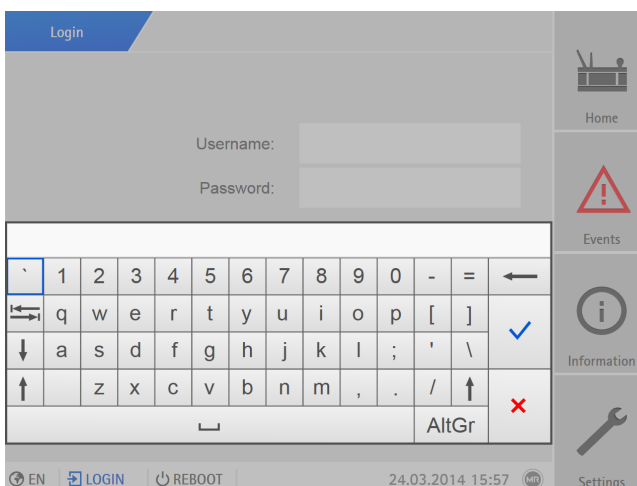 Login
Home
Username:
Password:
Events
` 1 2 3 4 5 6 7 8 9 0 - =
q w e r t y u i o p [ ]
a s d f g h j k l ; ' \
z x c v b n m , . /
AltGr
Information
EN LOGIN REBOOT 24.03.2014 15:57 MR
Settings